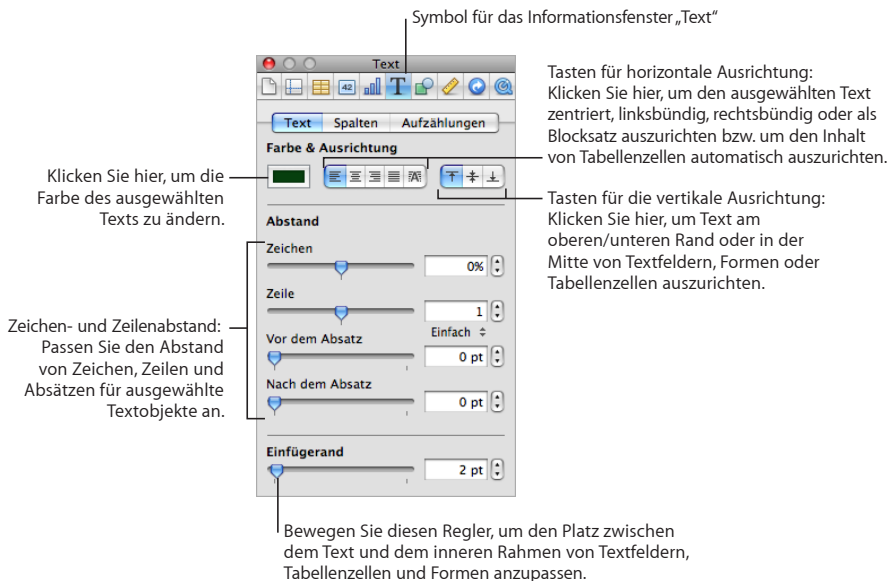 Symbol für das Informationsfenster „Text“
Text
42
Text Spalten Aufzählungen
Farbe & Ausrichtung
Tasten für horizontale Ausrichtung:
Klicken Sie hier, um den ausgewählten Text
zentriert, linksbündig, rechtsbündig oder als
Blocksatz auszurichten bzw. um den Inhalt
von Tabellenzellen automatisch auszurichten.
Klicken Sie hier, um die
Farbe des ausgewählten
Texts zu ändern.
Tasten für die vertikale Ausrichtung:
Klicken Sie hier, um Text am
oberen/unteren Rand oder in der
Mitte von Textfeldern, Formen oder
Tabellenzellen auszurichten.
Abstand
Zeichen
0%
Zeile
1
Einfach
Vor dem Absatz
0 pt
Nach dem Absatz
0 pt
Zeichen- und Zeilenabstand:
Passen Sie den Abstand
von Zeichen, Zeilen und
Absätzen für ausgewählte
Textobjekte an.
Einfügerand
2 pt
Bewegen Sie diesen Regler, um den Platz zwischen
dem Text und dem inneren Rahmen von Textfeldern,
Tabellenzellen und Formen anzupassen.